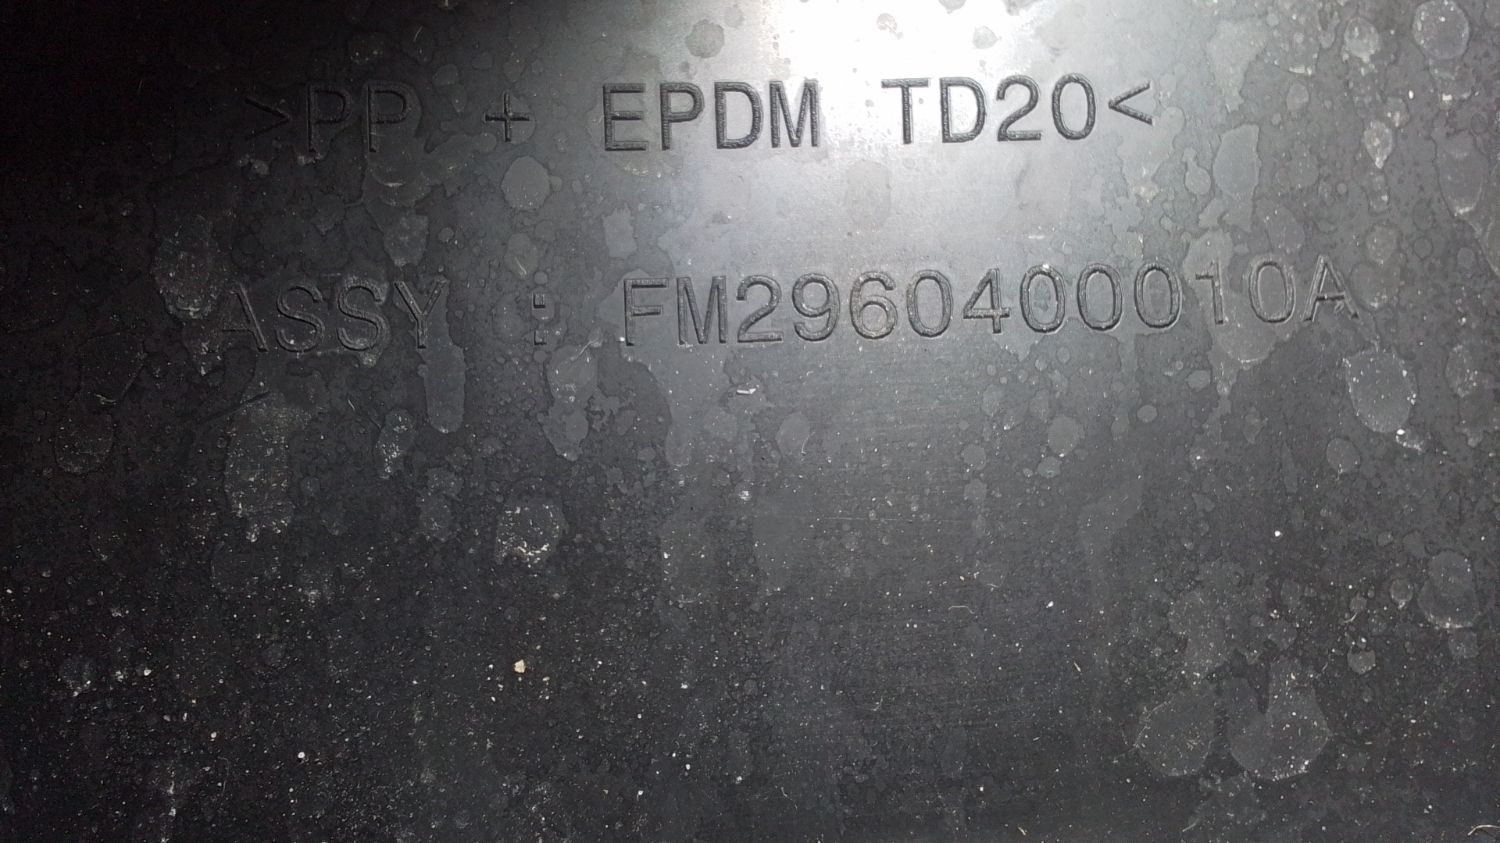 >PP + EPDM TD20<
ASSY : FM2960400010A